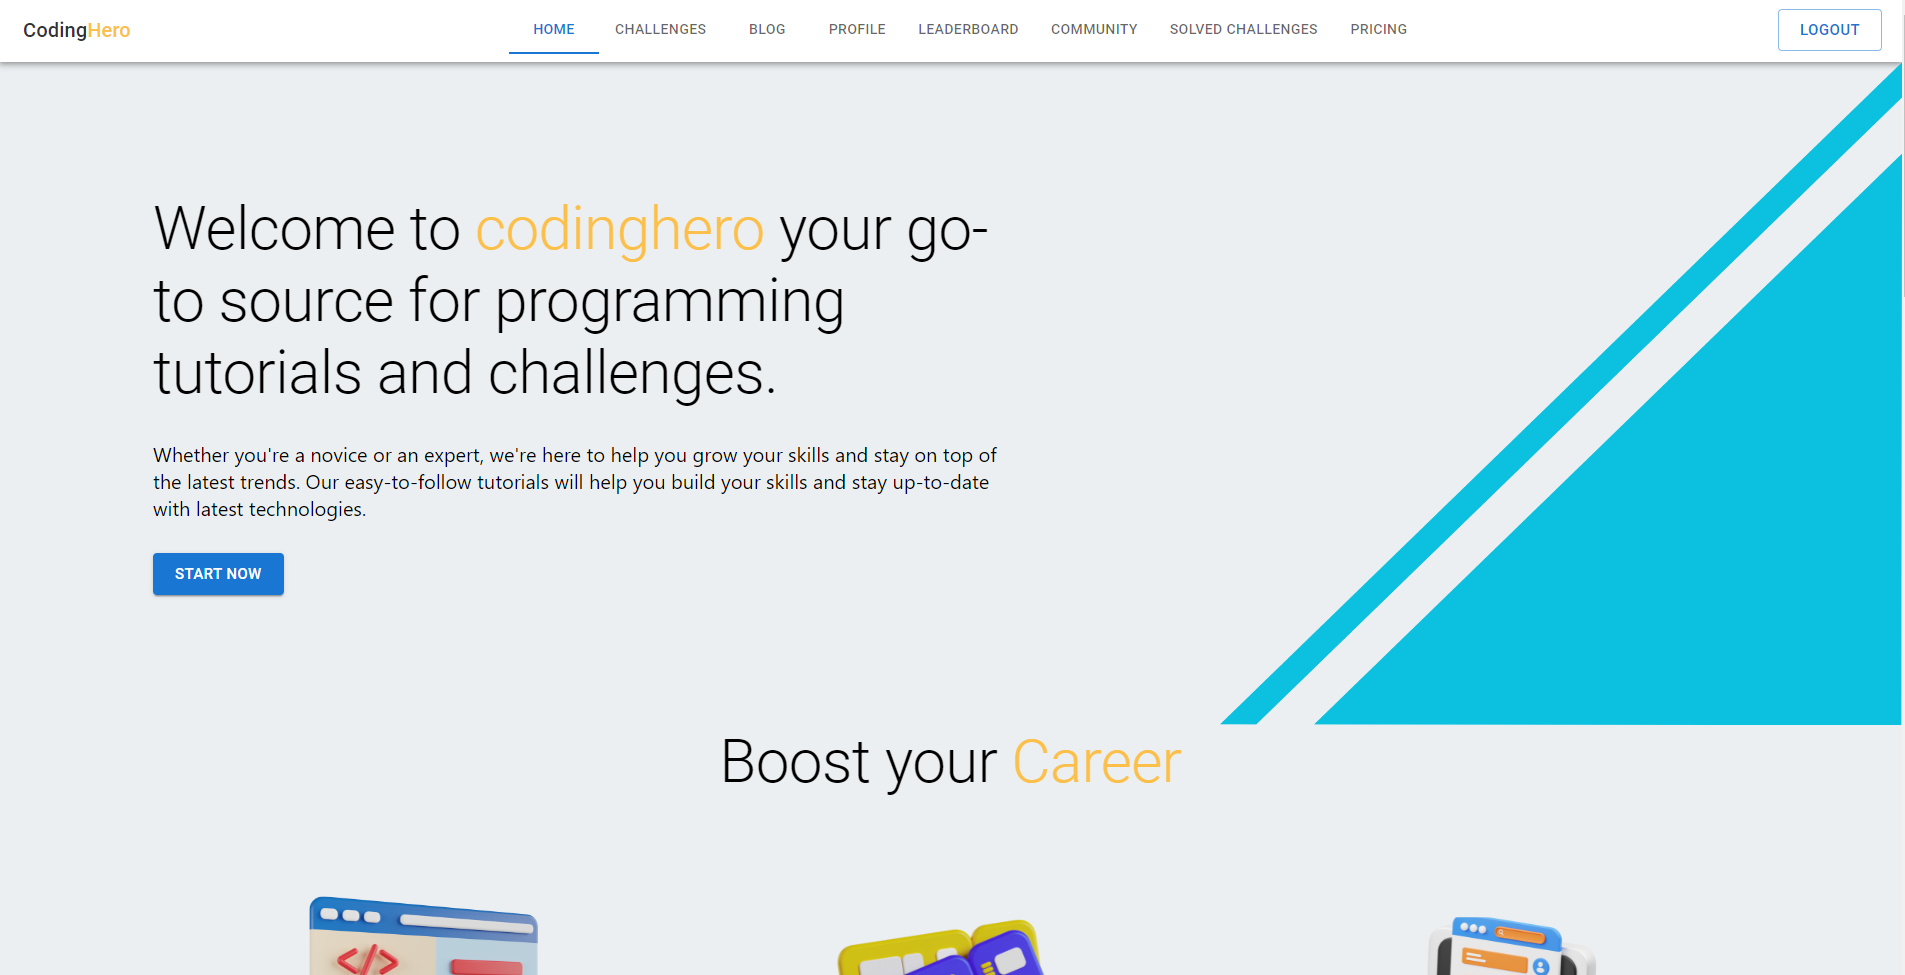 CodingHero
HOME CHALLENGES BLOG PROFILE LEADERBOARD COMMUNITY SOLVED CHALLENGES PRICING
LOGOUT
Welcome to codinghero your go-
to source for programming
tutorials and challenges.
Whether you're a novice or an expert, we're here to help you grow your skills and stay on top of
the latest trends. Our easy-to-follow tutorials will help you build your skills and stay up-to-date
with latest technologies.
START NOW
Boost your Career